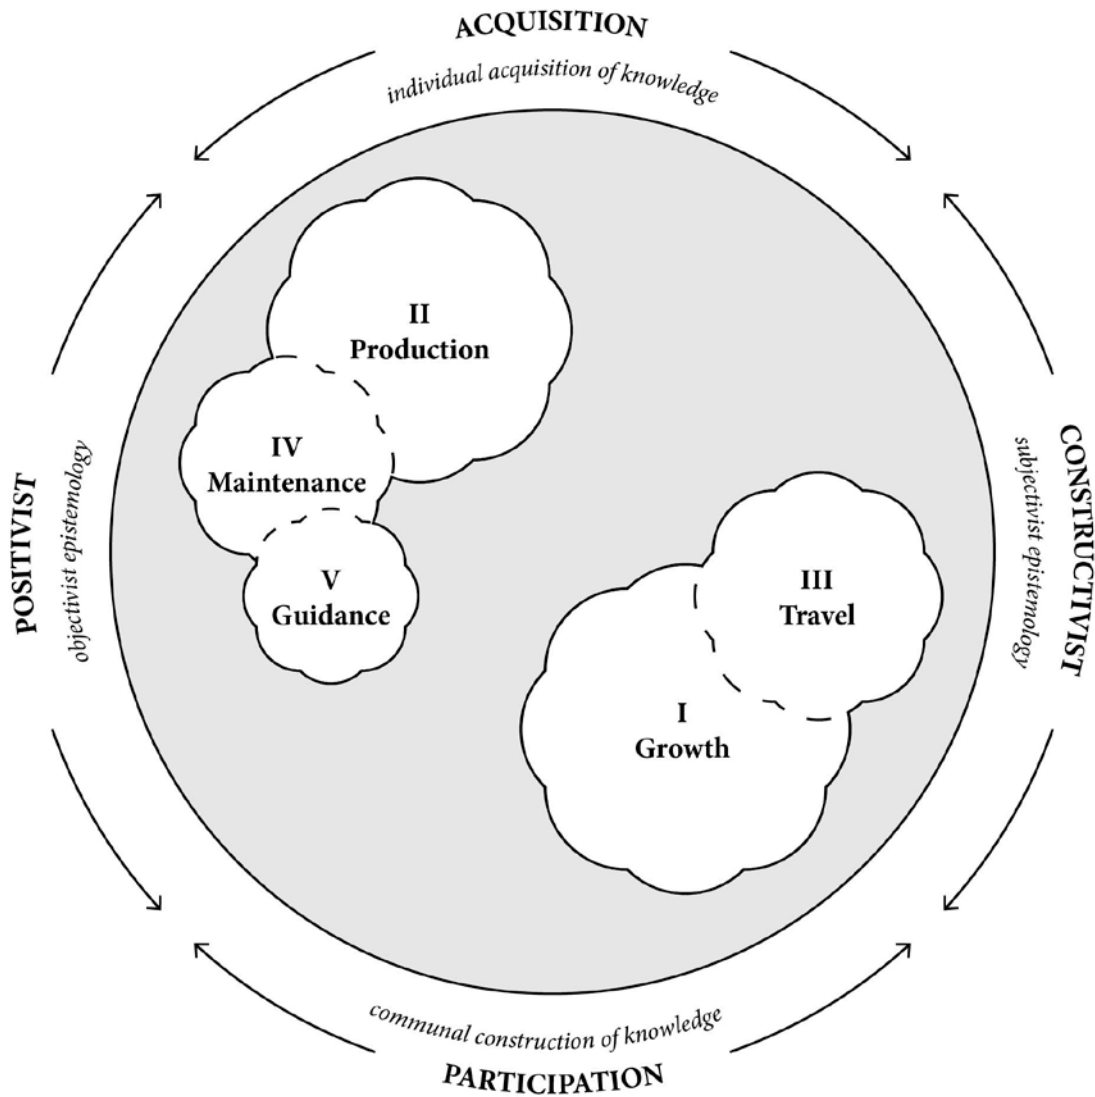 ACQUISITION
individual acquisition of knowledge
II
Production
IV
Maintenance
V
Guidance
III
Travel
I
Growth
POSITIVIST
objectivist epistemology
CONSTRUCTIVIST
subjectivist epistemology
communal construction of knowledge
PARTICIPATION